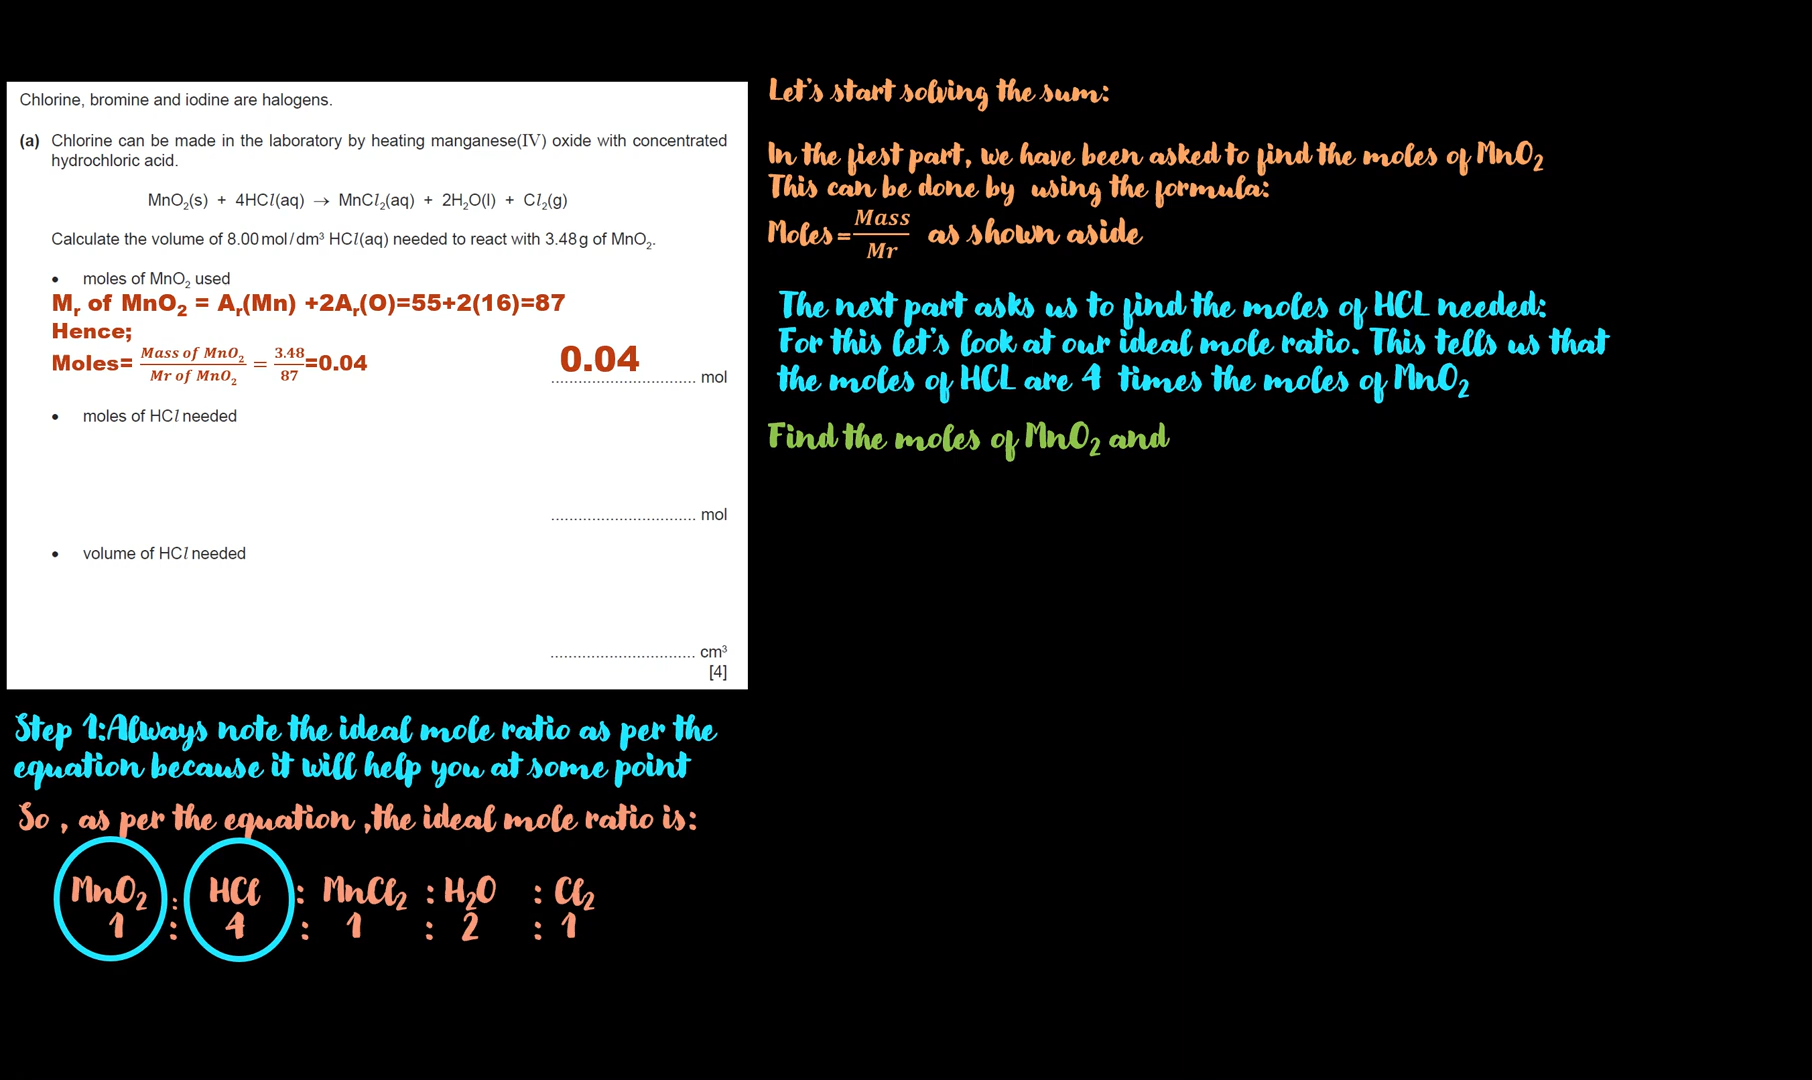 Chlorine, bromine and iodine are halogens.
(a) Chlorine can be made in the laboratory by heating manganese(IV) oxide with concentrated
hydrochloric acid.
MnO₂(s) + 4HCl(aq) → MnCl₂(aq) + 2H₂O(l) + Cl₂(g)
Calculate the volume of 8.00 mol/dm³ HCl(aq) needed to react with 3.48 g of MnO₂.
• moles of MnO₂ used
Mᵣ of MnO₂ = Aᵣ(Mn) +2Aᵣ(O)=55+2(16)=87
Hence;
Moles= Mass of MnO₂ / Mr of MnO₂ = 3.48/87 =0.04
0.04
.............................. mol
• moles of HCl needed
.............................. mol
• volume of HCl needed
.............................. cm³
[4]
Step 1:Always note the ideal mole ratio as per the
equation because it will help you at some point
So , as per the equation ,the ideal mole ratio is:
MnO₂ : HCl : MnCl₂ : H₂O : Cl₂
1 : 4 : 1 : 2 : 1
Let's start solving the sum:
In the fiest part, we have been asked to find the moles of MnO₂
This can be done by using the formula:
Moles = Mass/Mr as shown aside
The next part asks us to find the moles of HCL needed:
For this let's look at our ideal mole ratio. This tells us that
the moles of HCL are 4 times the moles of MnO₂
Find the moles of MnO₂ and